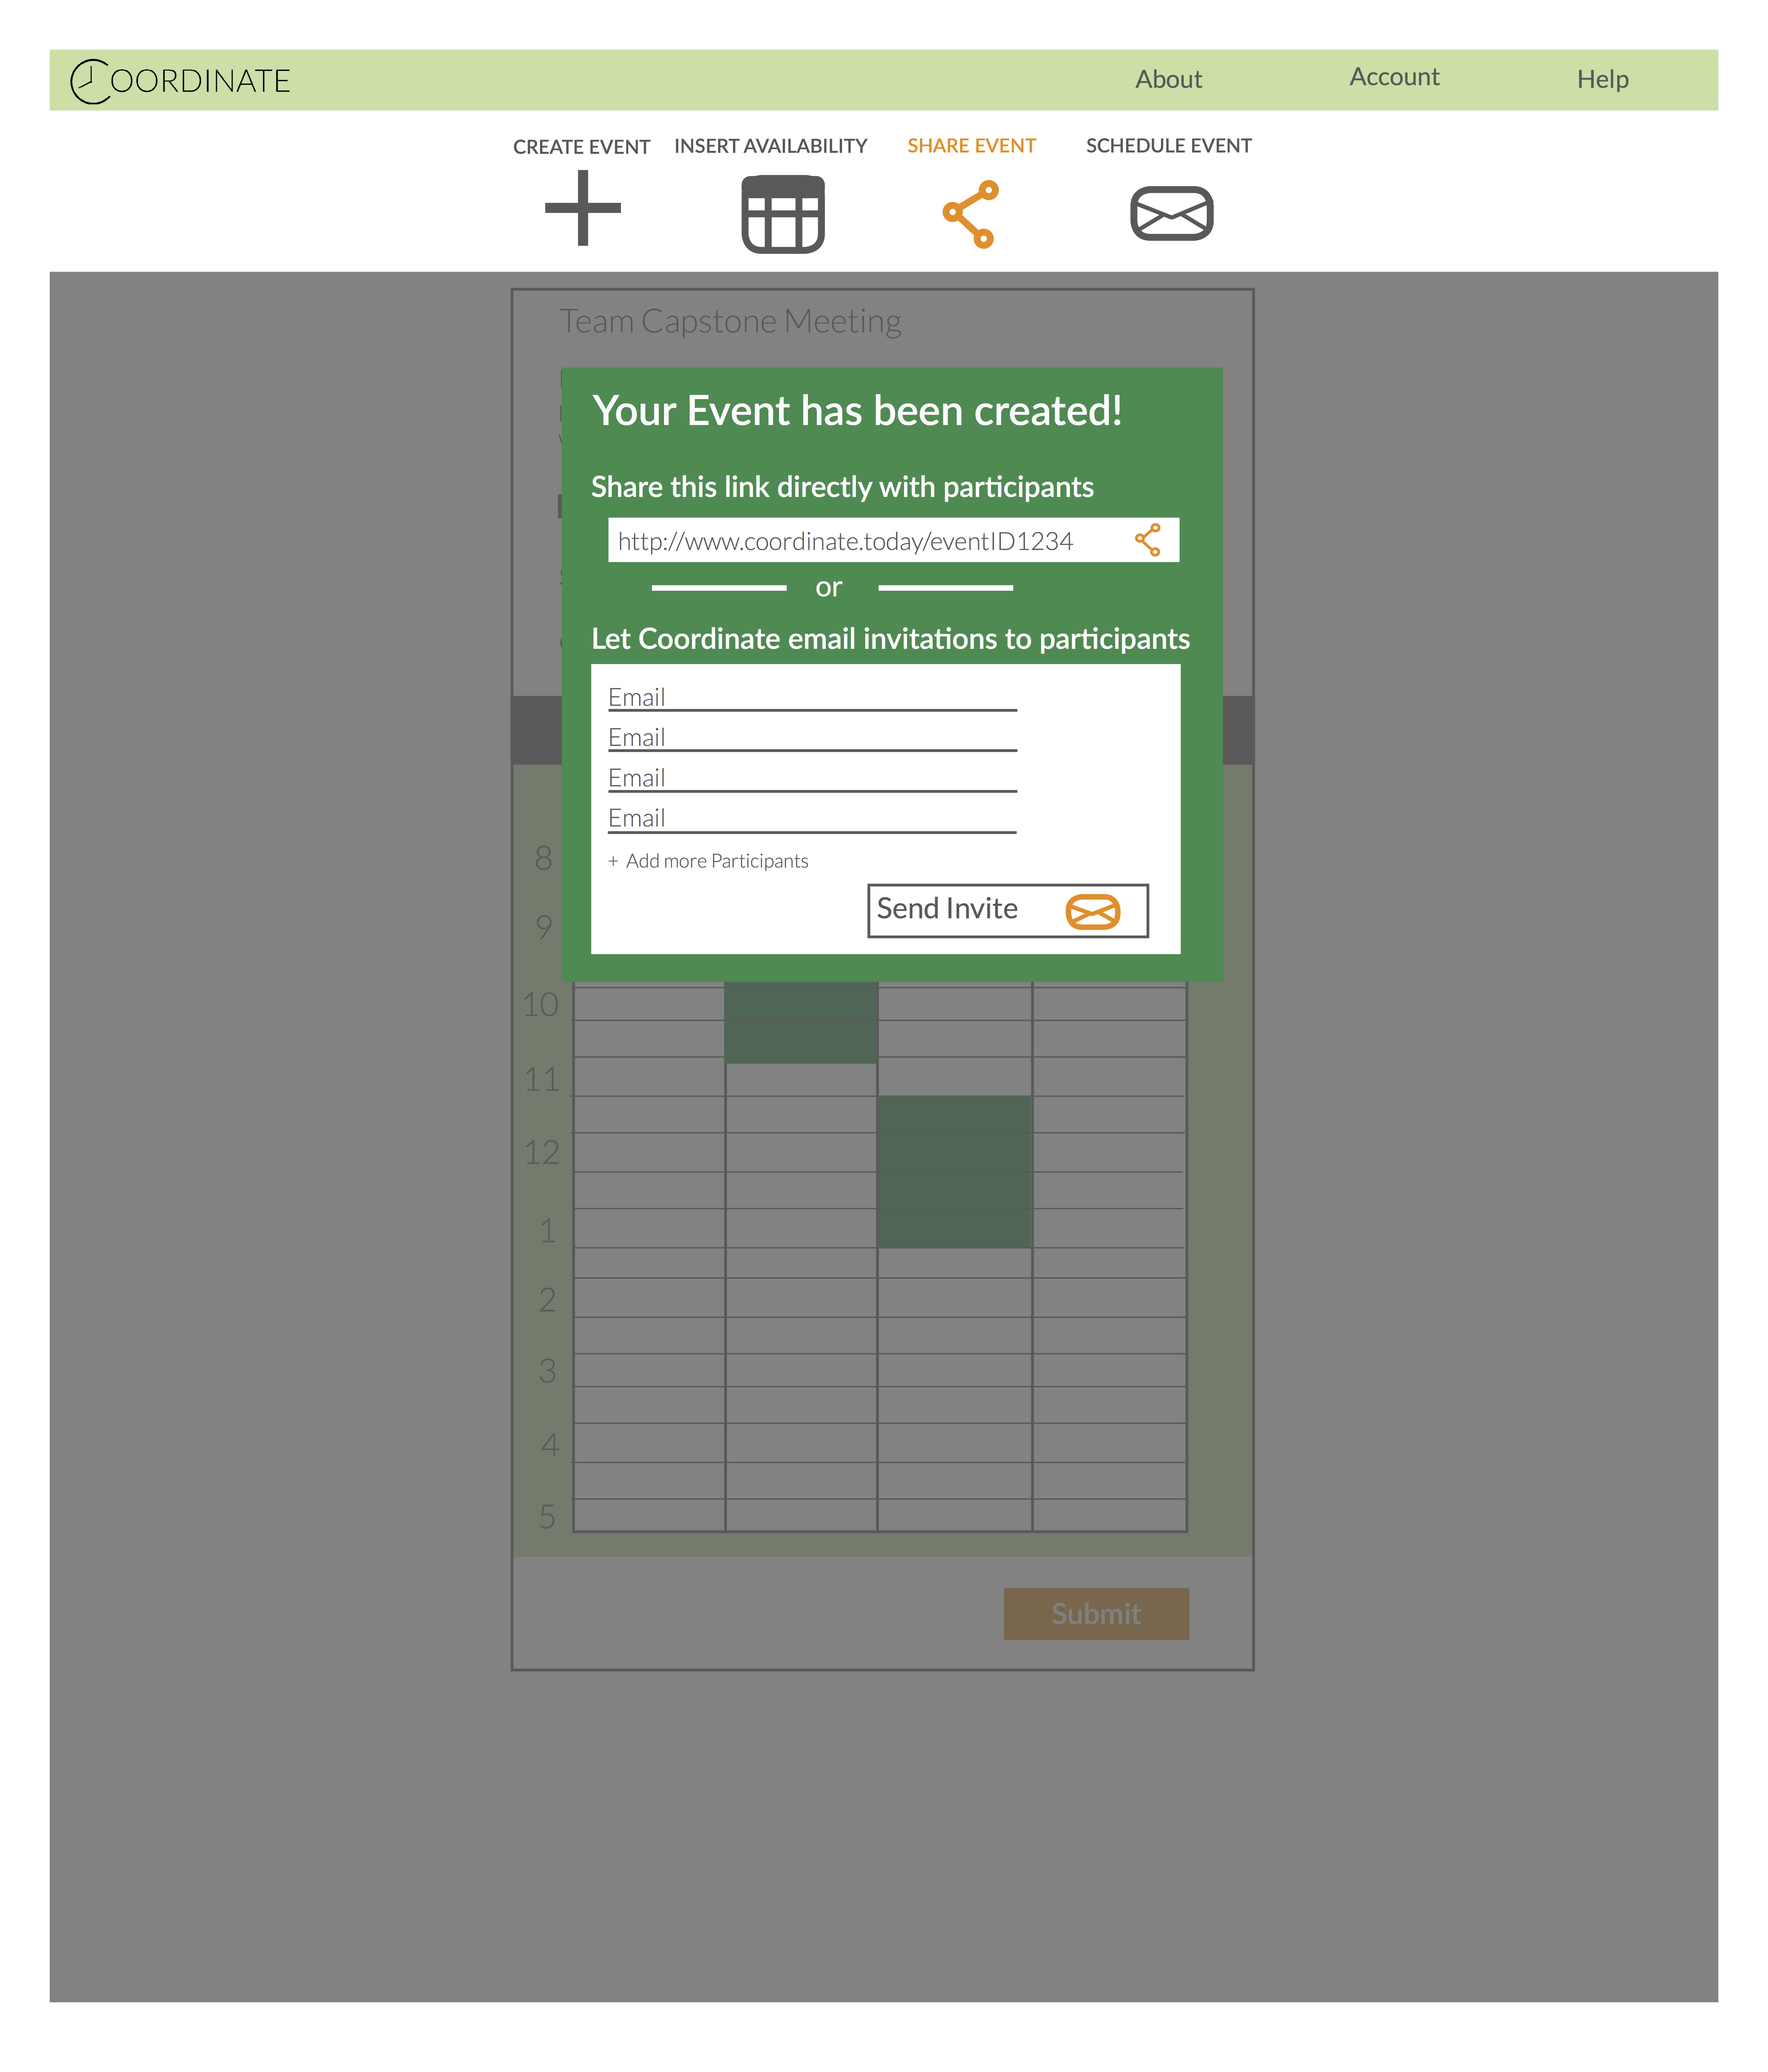 COORDINATE
About
Account
Help
CREATE EVENT
INSERT AVAILABILITY
SHARE EVENT
SCHEDULE EVENT
Team Capstone Meeting
Your Event has been created!
Share this link directly with participants
http://www.coordinate.today/eventID1234
or
Let Coordinate email invitations to participants
Email
Email
Email
Email
+ Add more Participants
Send Invite
8
9
10
11
12
1
2
3
4
5
Submit